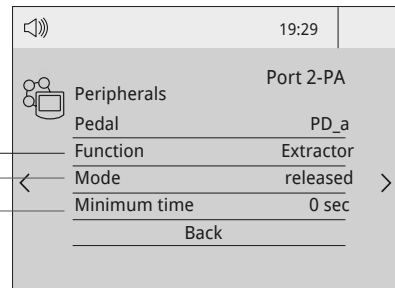 19:29
Port 2-PA
Peripherals
Pedal PD_a
Function Extractor
Mode released
Minimum time 0 sec
Back